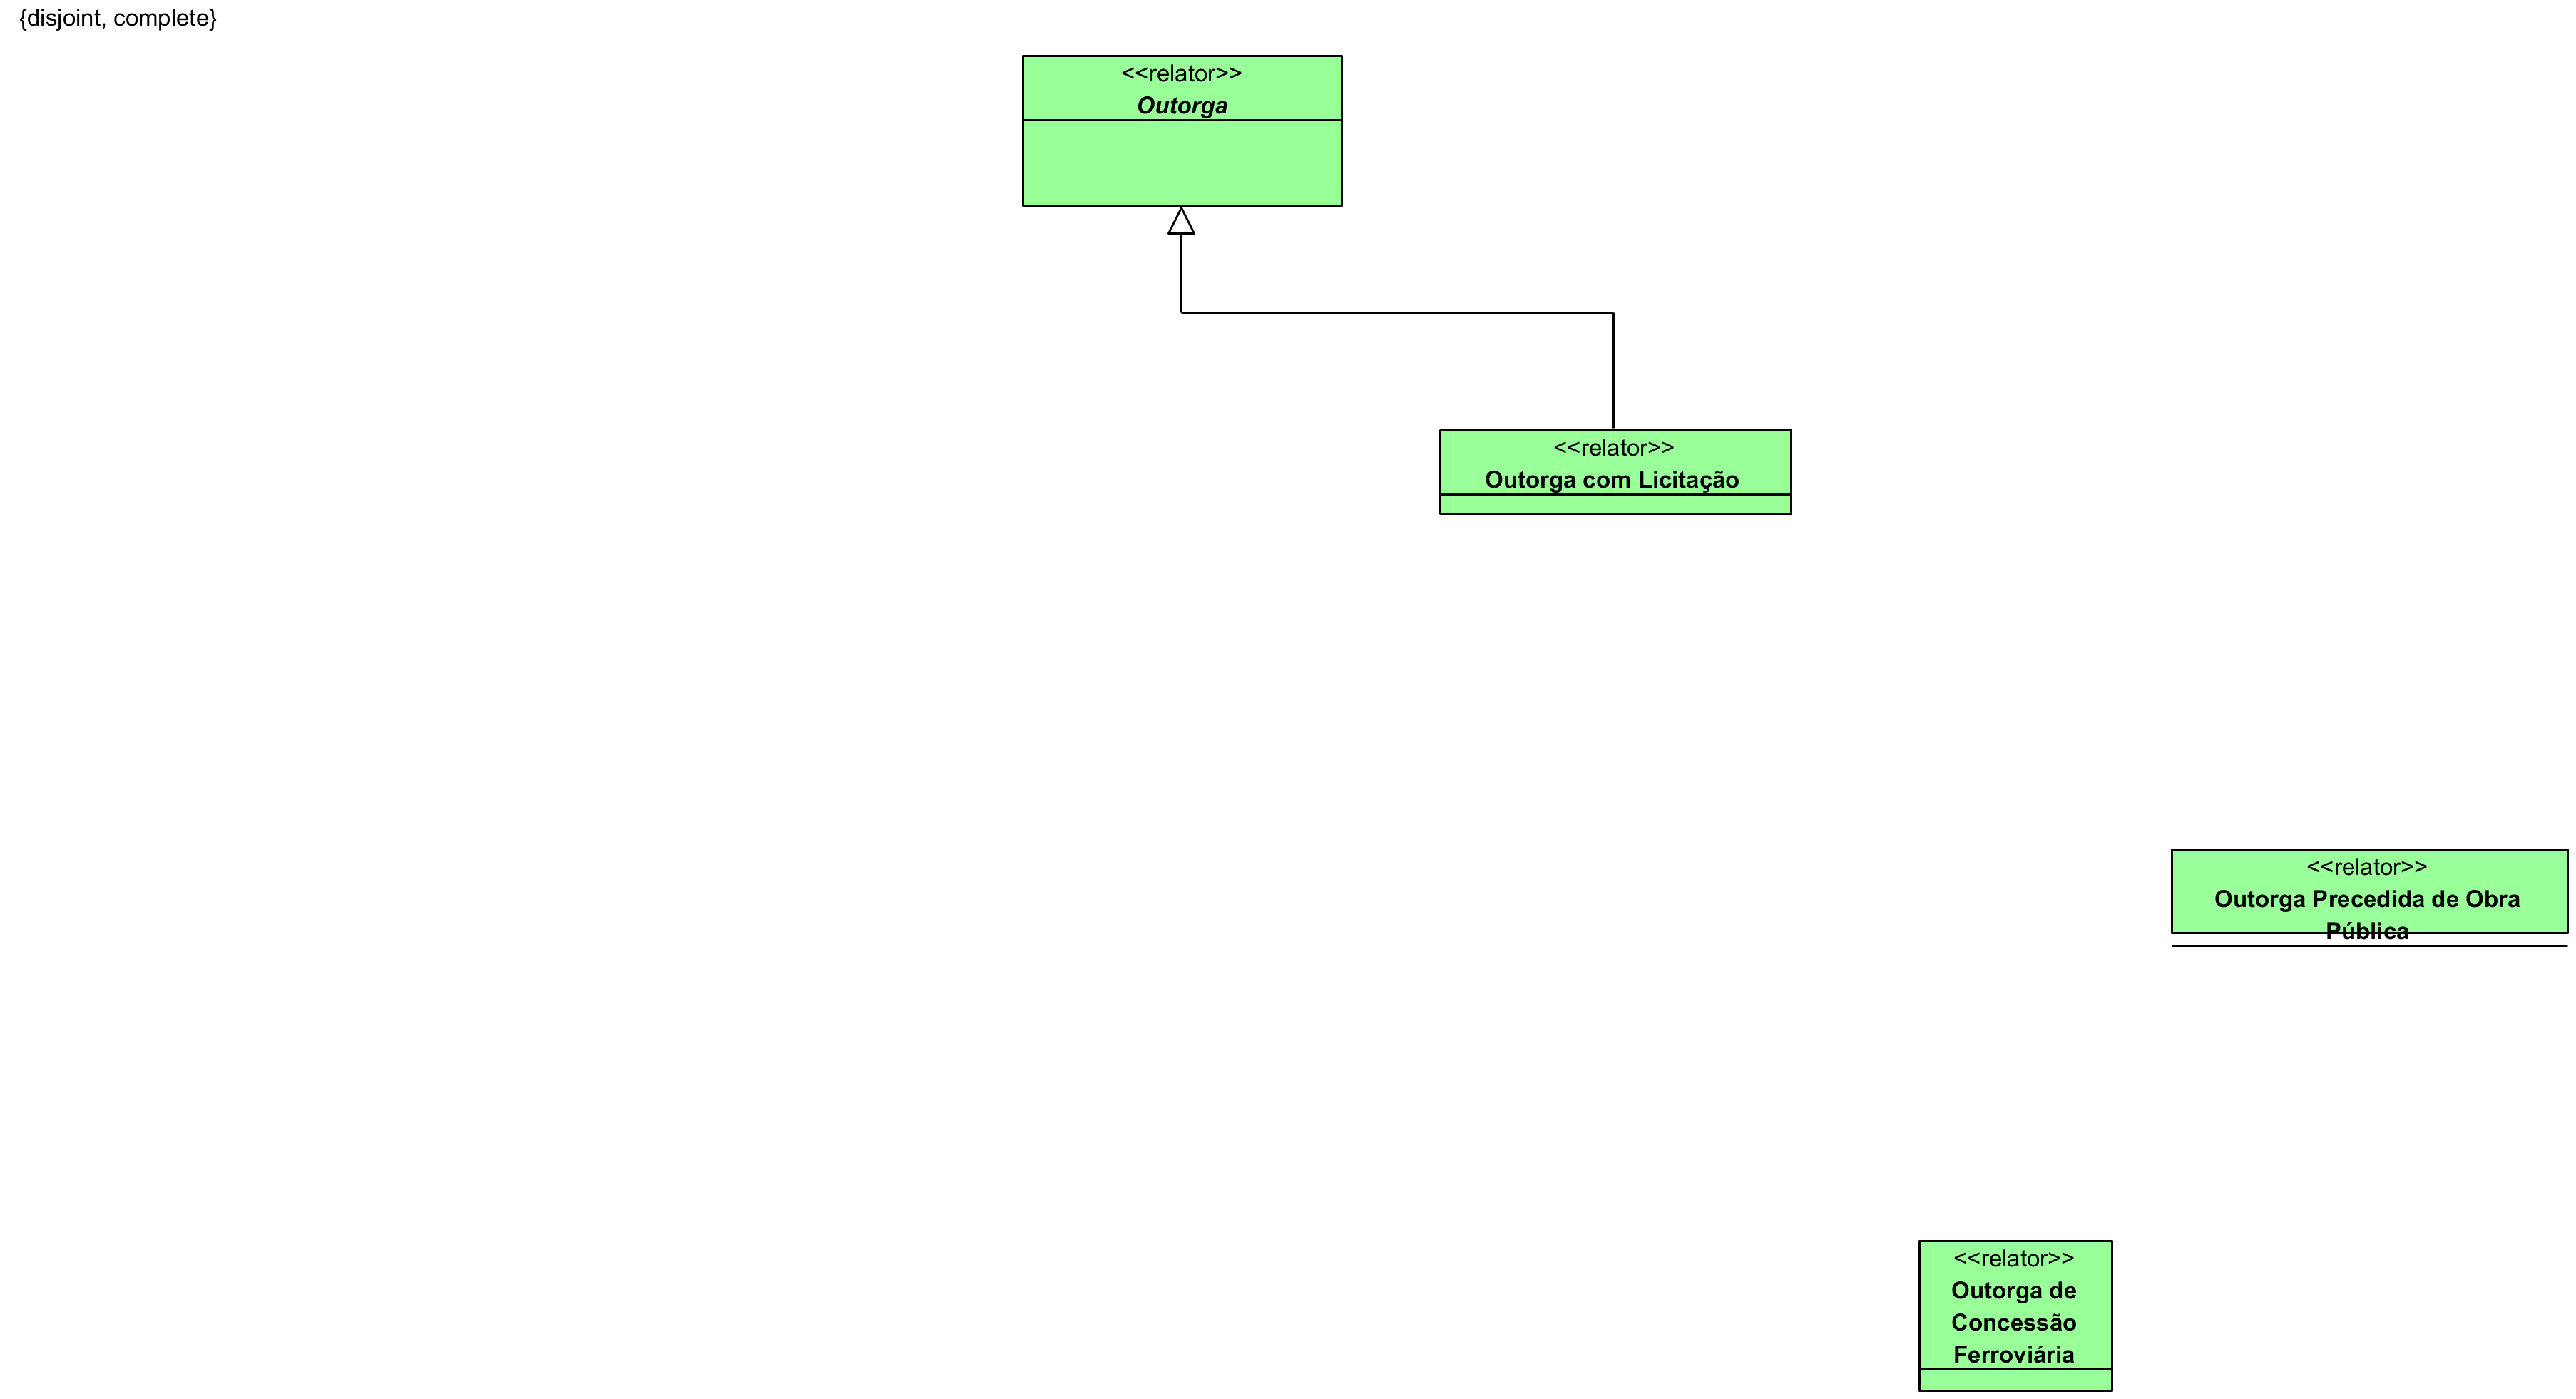 {disjoint, complete}
<<relator>>
Outorga
<<relator>>
Outorga com Licitação
<<relator>>
Outorga Precedida de Obra
Pública
<<relator>>
Outorga de
Concessão
Ferroviária